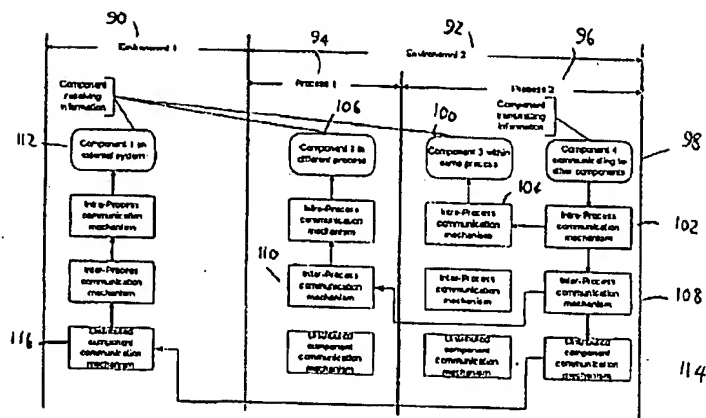 90
94
92
96
Environment 1
Environment 2
Process 1
Process 2
Component
receiving
information
106
100
Component
transmitting
information
112
Component 1 on
external system
Component 2 in
different process
Component 3 within
same process
Component 4
communicating to
other components
98
104
Intra-Process
communication
mechanism
Intra-Process
communication
mechanism
Intra-Process
communication
mechanism
Intra-Process
communication
mechanism
102
110
Inter-Process
communication
mechanism
Inter-Process
communication
mechanism
Inter-Process
communication
mechanism
Inter-Process
communication
mechanism
108
116
Distributed
component
communication
mechanism
Distributed
component
communication
mechanism
Distributed
component
communication
mechanism
Distributed
component
communication
mechanism
114